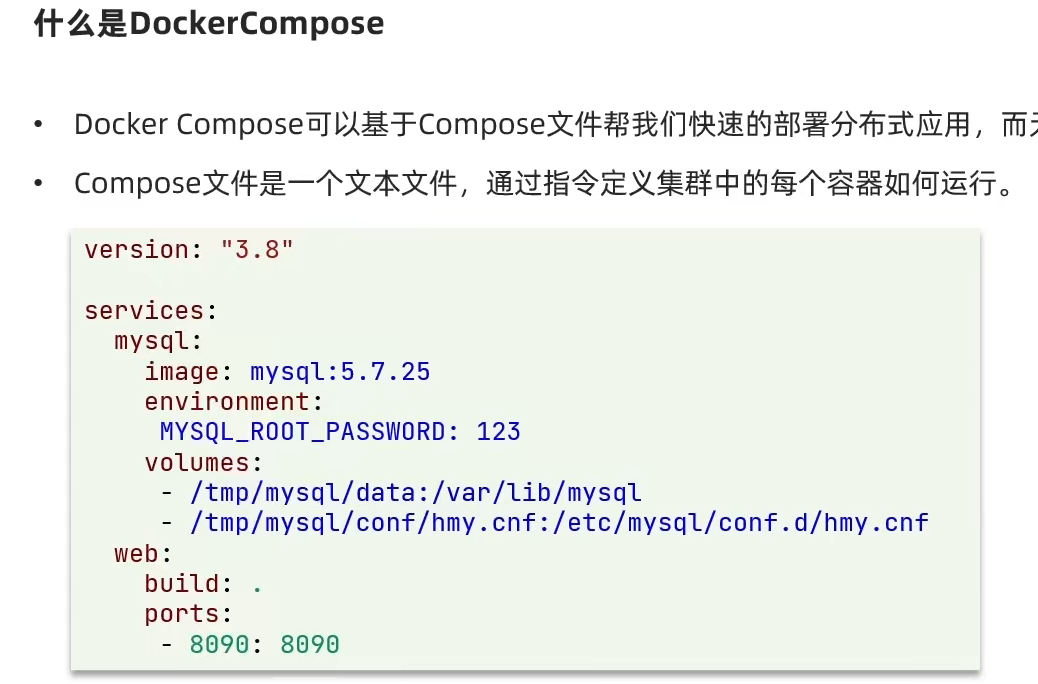 什么是DockerCompose
• Docker Compose可以基于Compose文件帮我们快速的部署分布式应用，而
• Compose文件是一个文本文件，通过指令定义集群中的每个容器如何运行。
version: "3.8"
services:
  mysql:
    image: mysql:5.7.25
    environment:
     MYSQL_ROOT_PASSWORD: 123
    volumes:
     - /tmp/mysql/data:/var/lib/mysql
     - /tmp/mysql/conf/hmy.cnf:/etc/mysql/conf.d/hmy.cnf
  web:
    build: .
    ports:
     - 8090: 8090